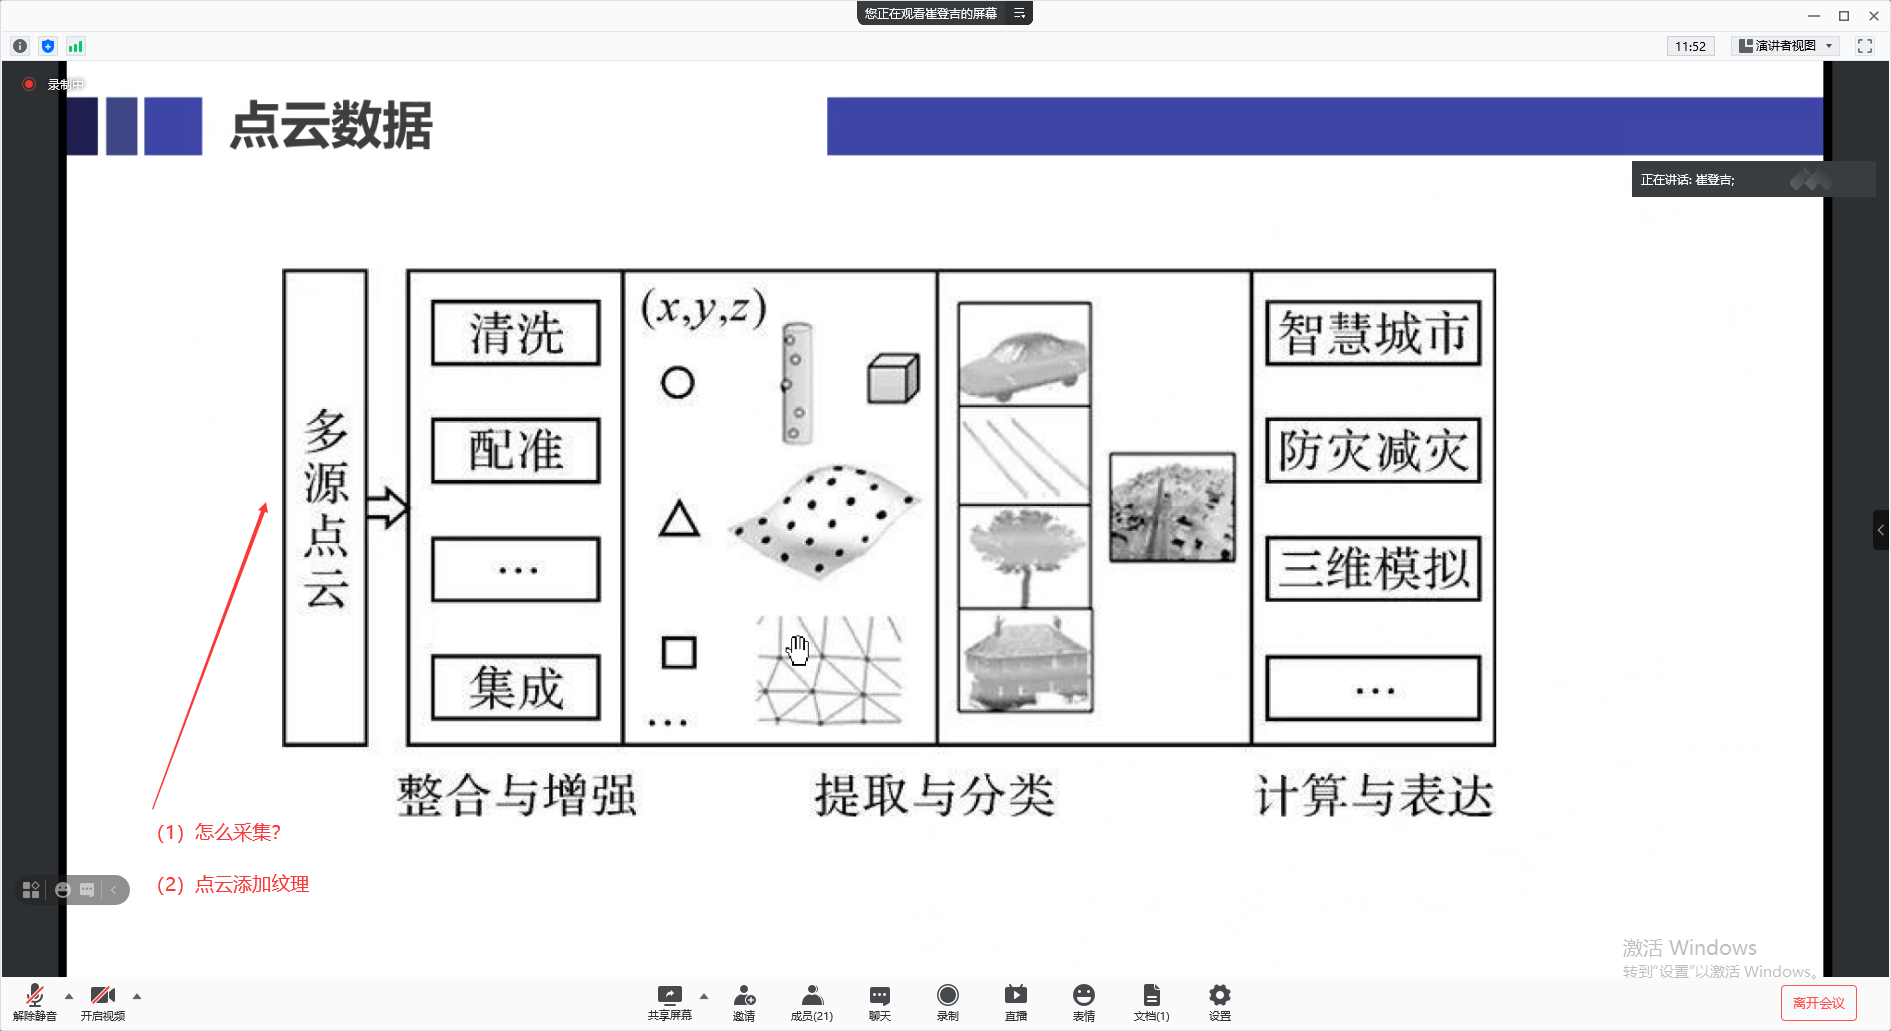 您正在观看崔登吉的屏幕
11:52
演讲者视图
录制中
点云数据
正在讲话: 崔登吉;
多源点云
清洗
配准
...
集成
(x,y,z)
...
智慧城市
防灾减灾
三维模拟
...
整合与增强
提取与分类
计算与表达
（1）怎么采集?
（2）点云添加纹理
激活 Windows
转到"设置"以激活 Windows。
解除静音
开启视频
共享屏幕
邀请
成员(21)
聊天
录制
直播
表情
文档(1)
设置
离开会议